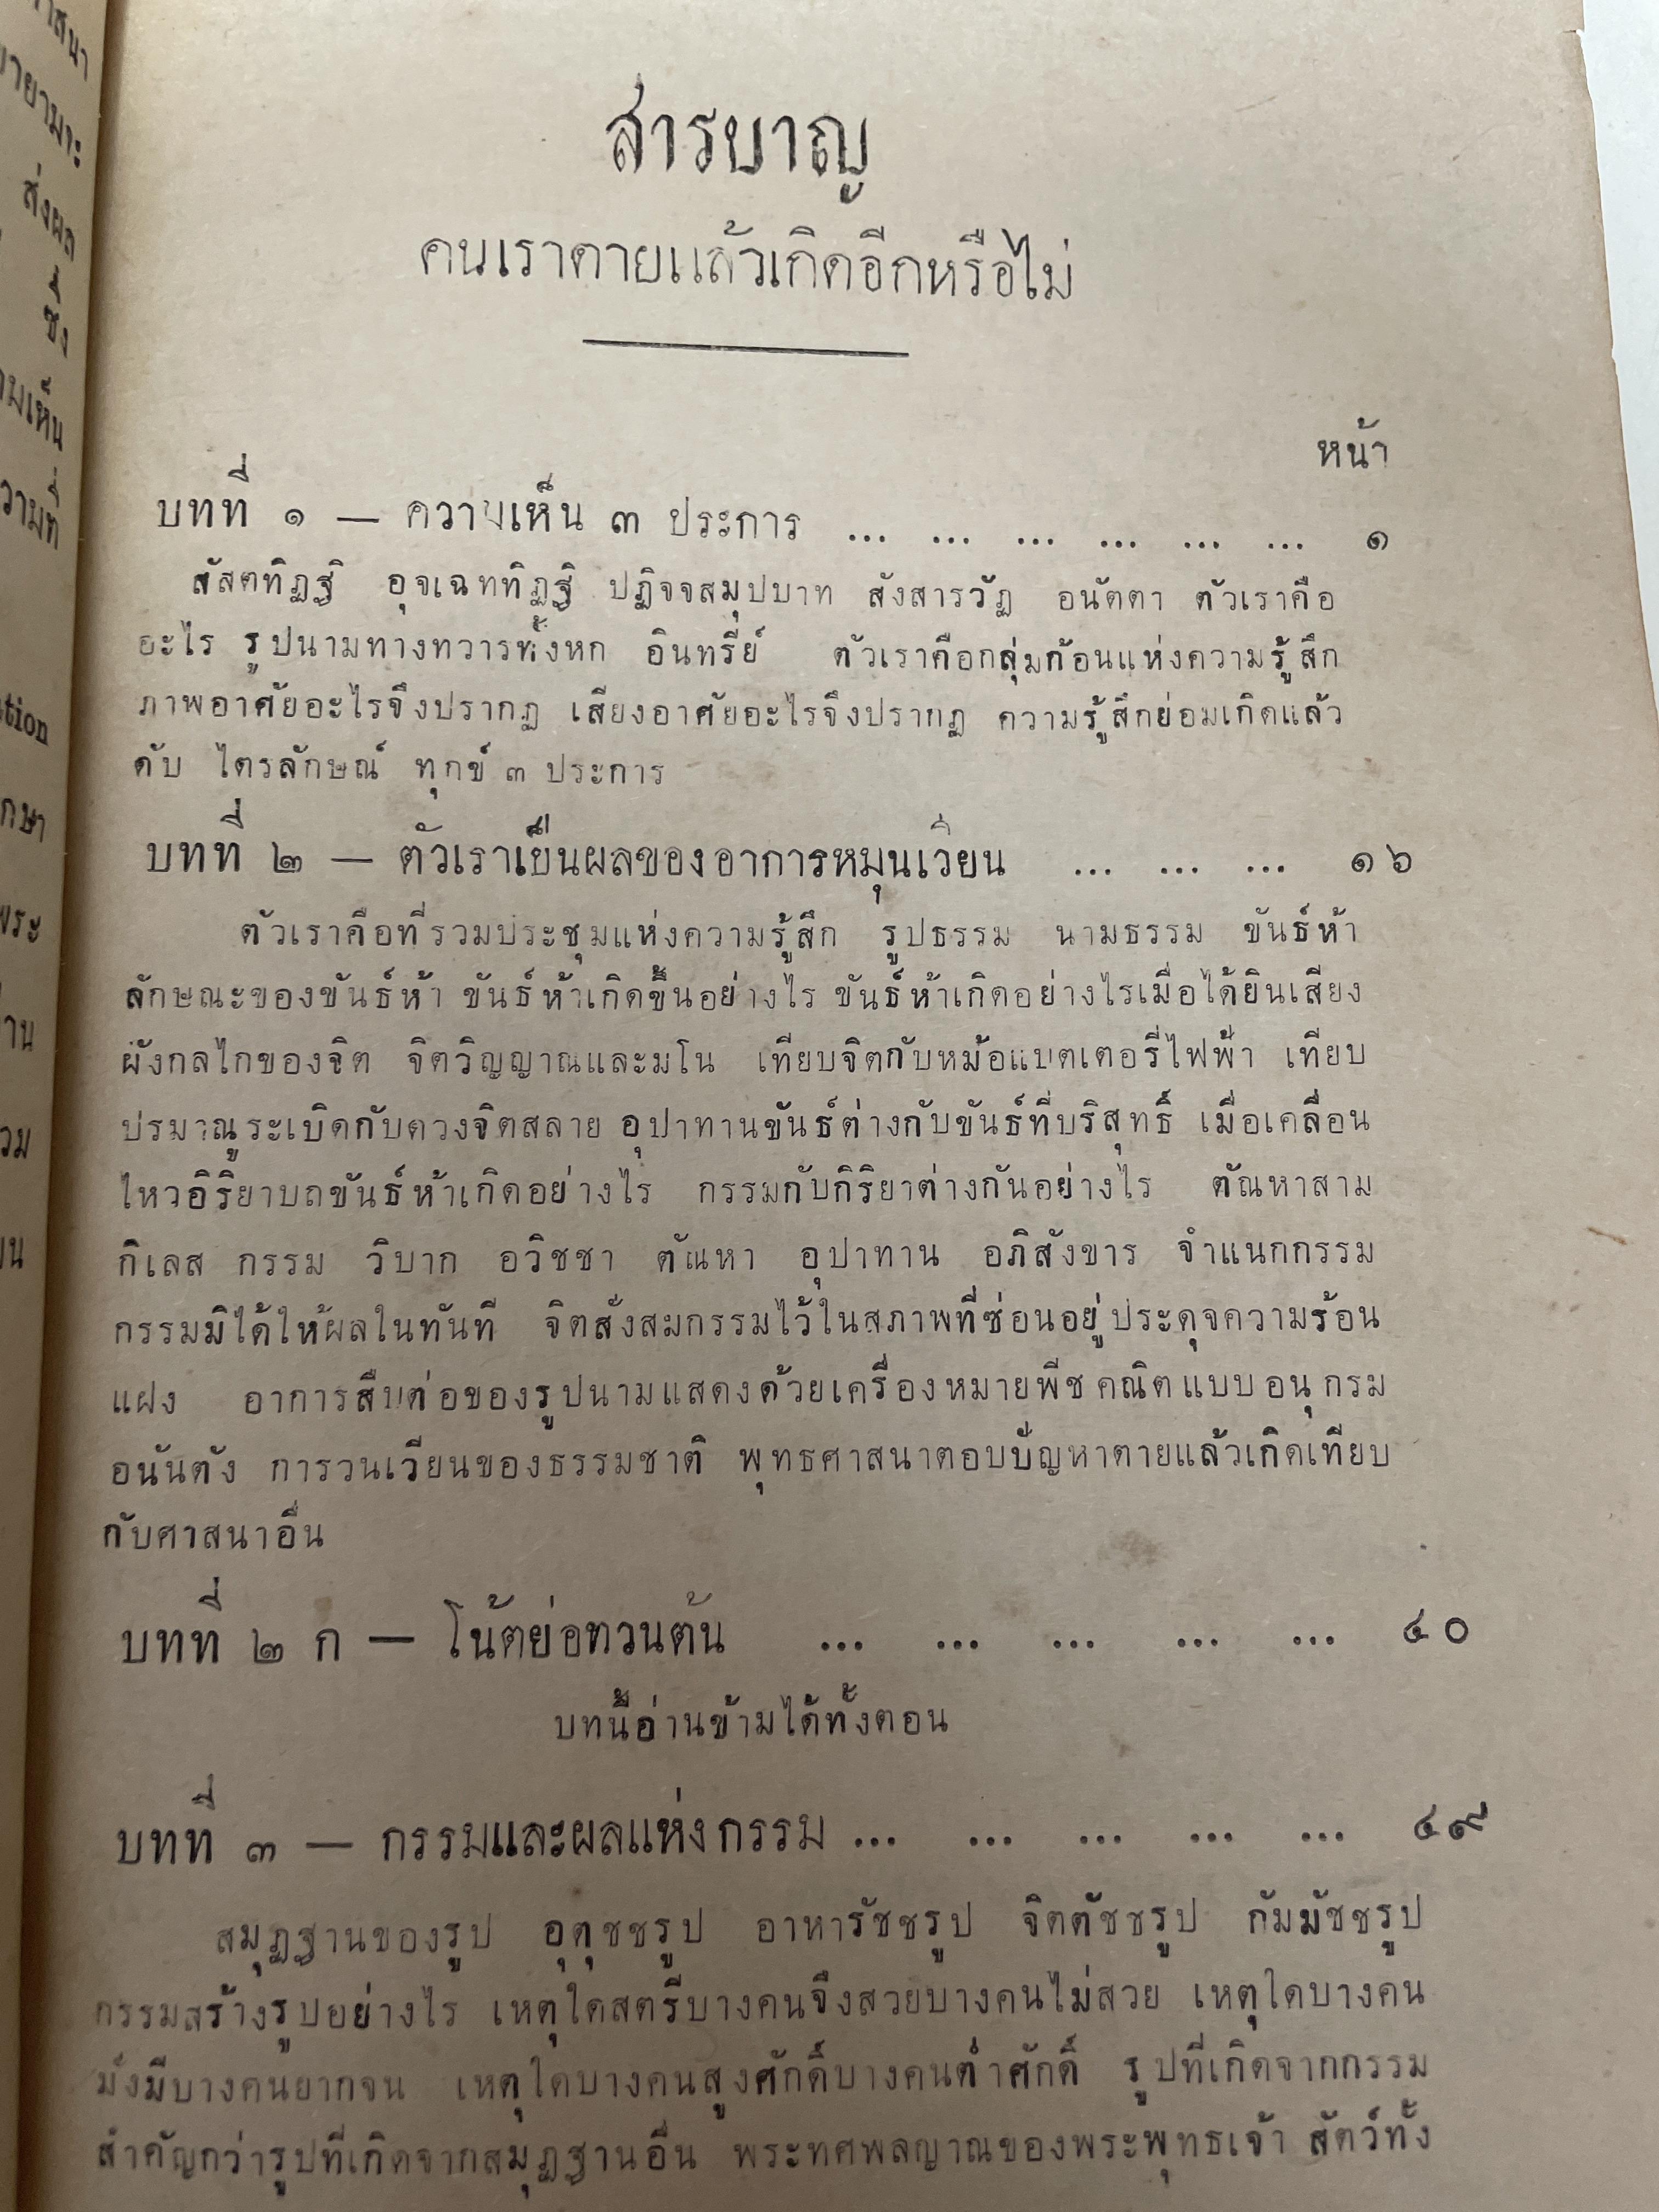 สารบาญ
คนเราตายแล้วเกิดอีกหรือไม่
หน้า
บทที่ ๑ — ความเห็น ๓ ประการ ... ... ... ... ... ... ๑
สัสตทิฏฐิ อุจเฉททิฏฐิ ปฏิจจสมุปบาท สังสารวัฏ อนัตตา ตัวเราคือ
อะไร รูปนามทางทวารทั้งหก อินทรีย์ ตัวเราคือกลุ่มก้อนแห่งความรู้สึก
ภาพอาศัยอะไรจึงปรากฏ เสียงอาศัยอะไรจึงปรากฏ ความรู้สึกย่อมเกิดแล้ว
ดับ ไตรลักษณ์ ทุกข์ ๓ ประการ
บทที่ ๒ — ตัวเราเป็นผลของอาการหมุนเวียน ... ... ... ๑๖
ตัวเราคือที่รวมประชุมแห่งความรู้สึก รูปธรรม นามธรรม ขันธ์ห้า
ลักษณะของขันธ์ห้า ขันธ์ห้าเกิดขึ้นอย่างไร ขันธ์ห้าเกิดอย่างไรเมื่อได้ยินเสียง
ผังกลไกของจิต จิตวิญญาณและมโน เทียบจิตกับหม้อแบตเตอรี่ไฟฟ้า เทียบ
ปรมาณูระเบิดกับดวงจิตสลาย อุปาทานขันธ์ต่างกับขันธ์ที่บริสุทธิ์ เมื่อเคลื่อน
ไหวอิริยาบถขันธ์ห้าเกิดอย่างไร กรรมกับกิริยาต่างกันอย่างไร ตัณหาสาม
กิเลส กรรม วิบาก อวิชชา ตัณหา อุปาทาน อภิสังขาร จำแนกกรรม
กรรมมิได้ให้ผลในทันที จิตสั่งสมกรรมไว้ในสภาพที่ซ่อนอยู่ประดุจความร้อน
แฝง อาการสืบต่อของรูปนามแสดงด้วยเครื่องหมายพีชคณิตแบบอนุกรม
อนันตัง การวนเวียนของธรรมชาติ พุทธศาสนาตอบปัญหาตายแล้วเกิดเทียบ
กับศาสนาอื่น
บทที่ ๒ ก — โน้ตย่อทวนต้น ... ... ... ... ... ๔๐
บทนี้อ่านข้ามได้ทั้งตอน
บทที่ ๓ — กรรมและผลแห่งกรรม ... ... ... ... ... ๔๙
สมุฏฐานของรูป อุตุชชรูป อาหารัชชรูป จิตตัชชรูป กัมมัชชรูป
กรรมสร้างรูปอย่างไร เหตุใดสตรีบางคนจึงสวยบางคนไม่สวย เหตุใดบางคน
มั่งมีบางคนยากจน เหตุใดบางคนสูงศักดิ์บางคนต่ำศักดิ์ รูปที่เกิดจากกรรม
สำคัญกว่ารูปที่เกิดจากสมุฏฐานอื่น พระทศพลญาณของพระพุทธเจ้า สัตว์ทั้ง